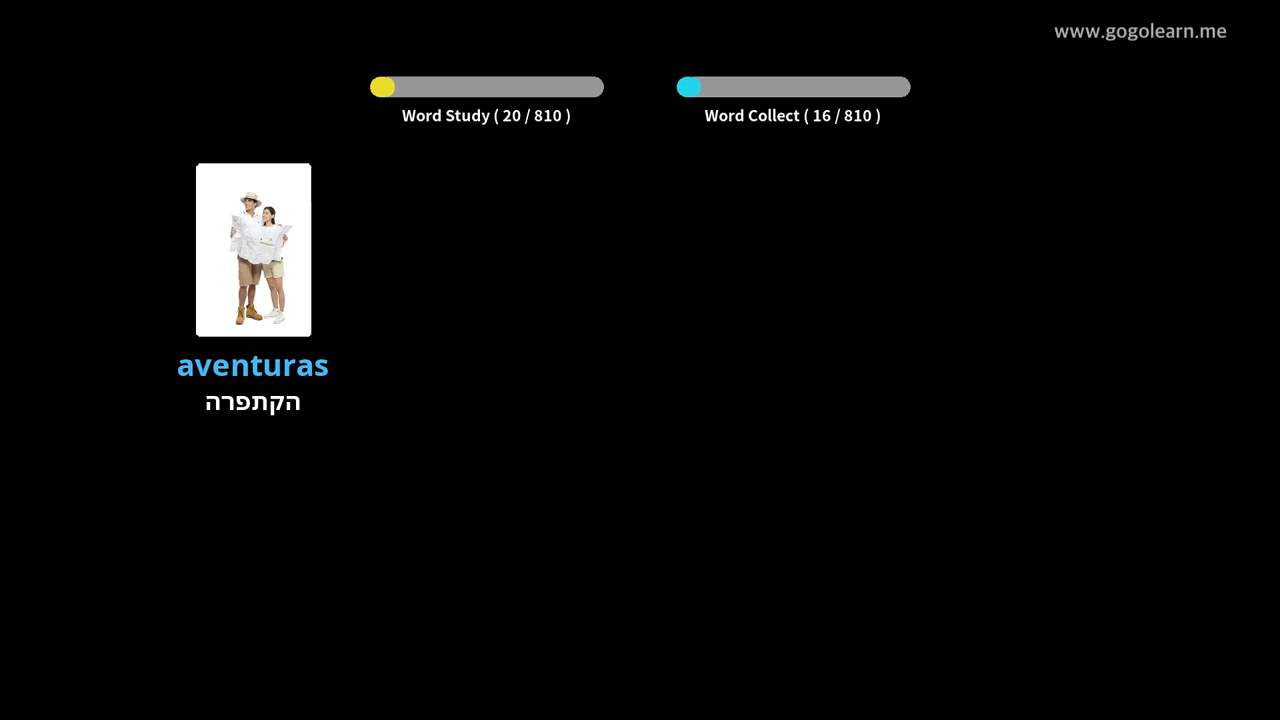 www.gogolearn.me
Word Study ( 20 / 810 )
Word Collect ( 16 / 810 )
aventuras
הקתפרה